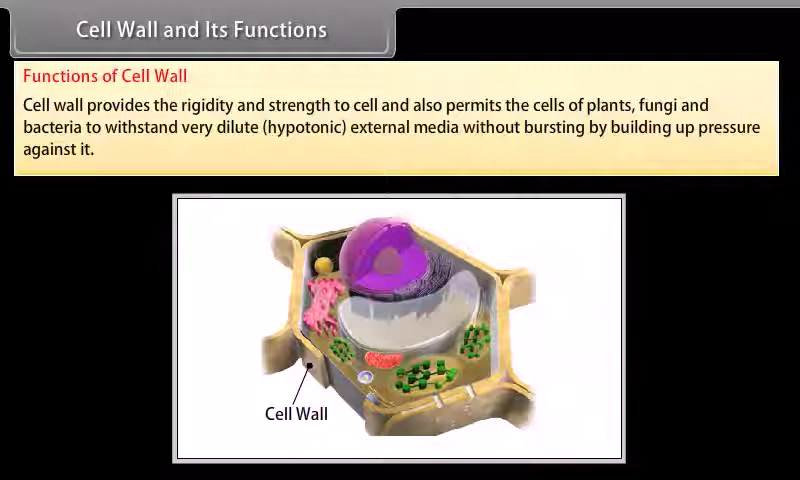 Cell Wall and Its Functions
Functions of Cell Wall
Cell wall provides the rigidity and strength to cell and also permits the cells of plants, fungi and
bacteria to withstand very dilute (hypotonic) external media without bursting by building up pressure
against it.
Cell Wall